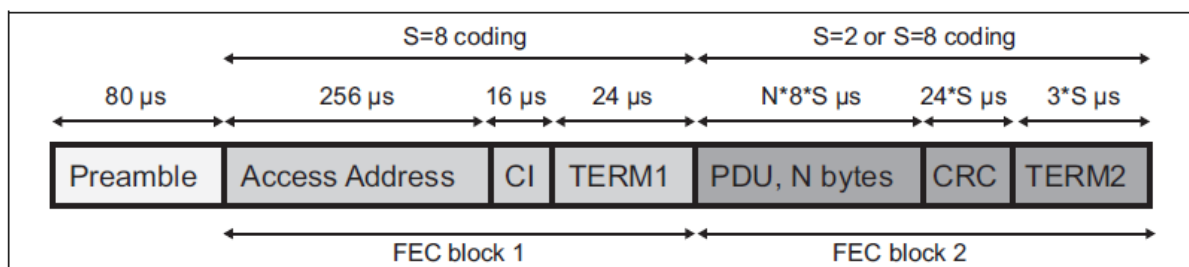 S=8 coding S=2 or S=8 coding
80 µs 256 µs 16 µs 24 µs N*8*S µs 24*S µs 3*S µs
Preamble Access Address CI TERM1 PDU, N bytes CRC TERM2
FEC block 1 FEC block 2